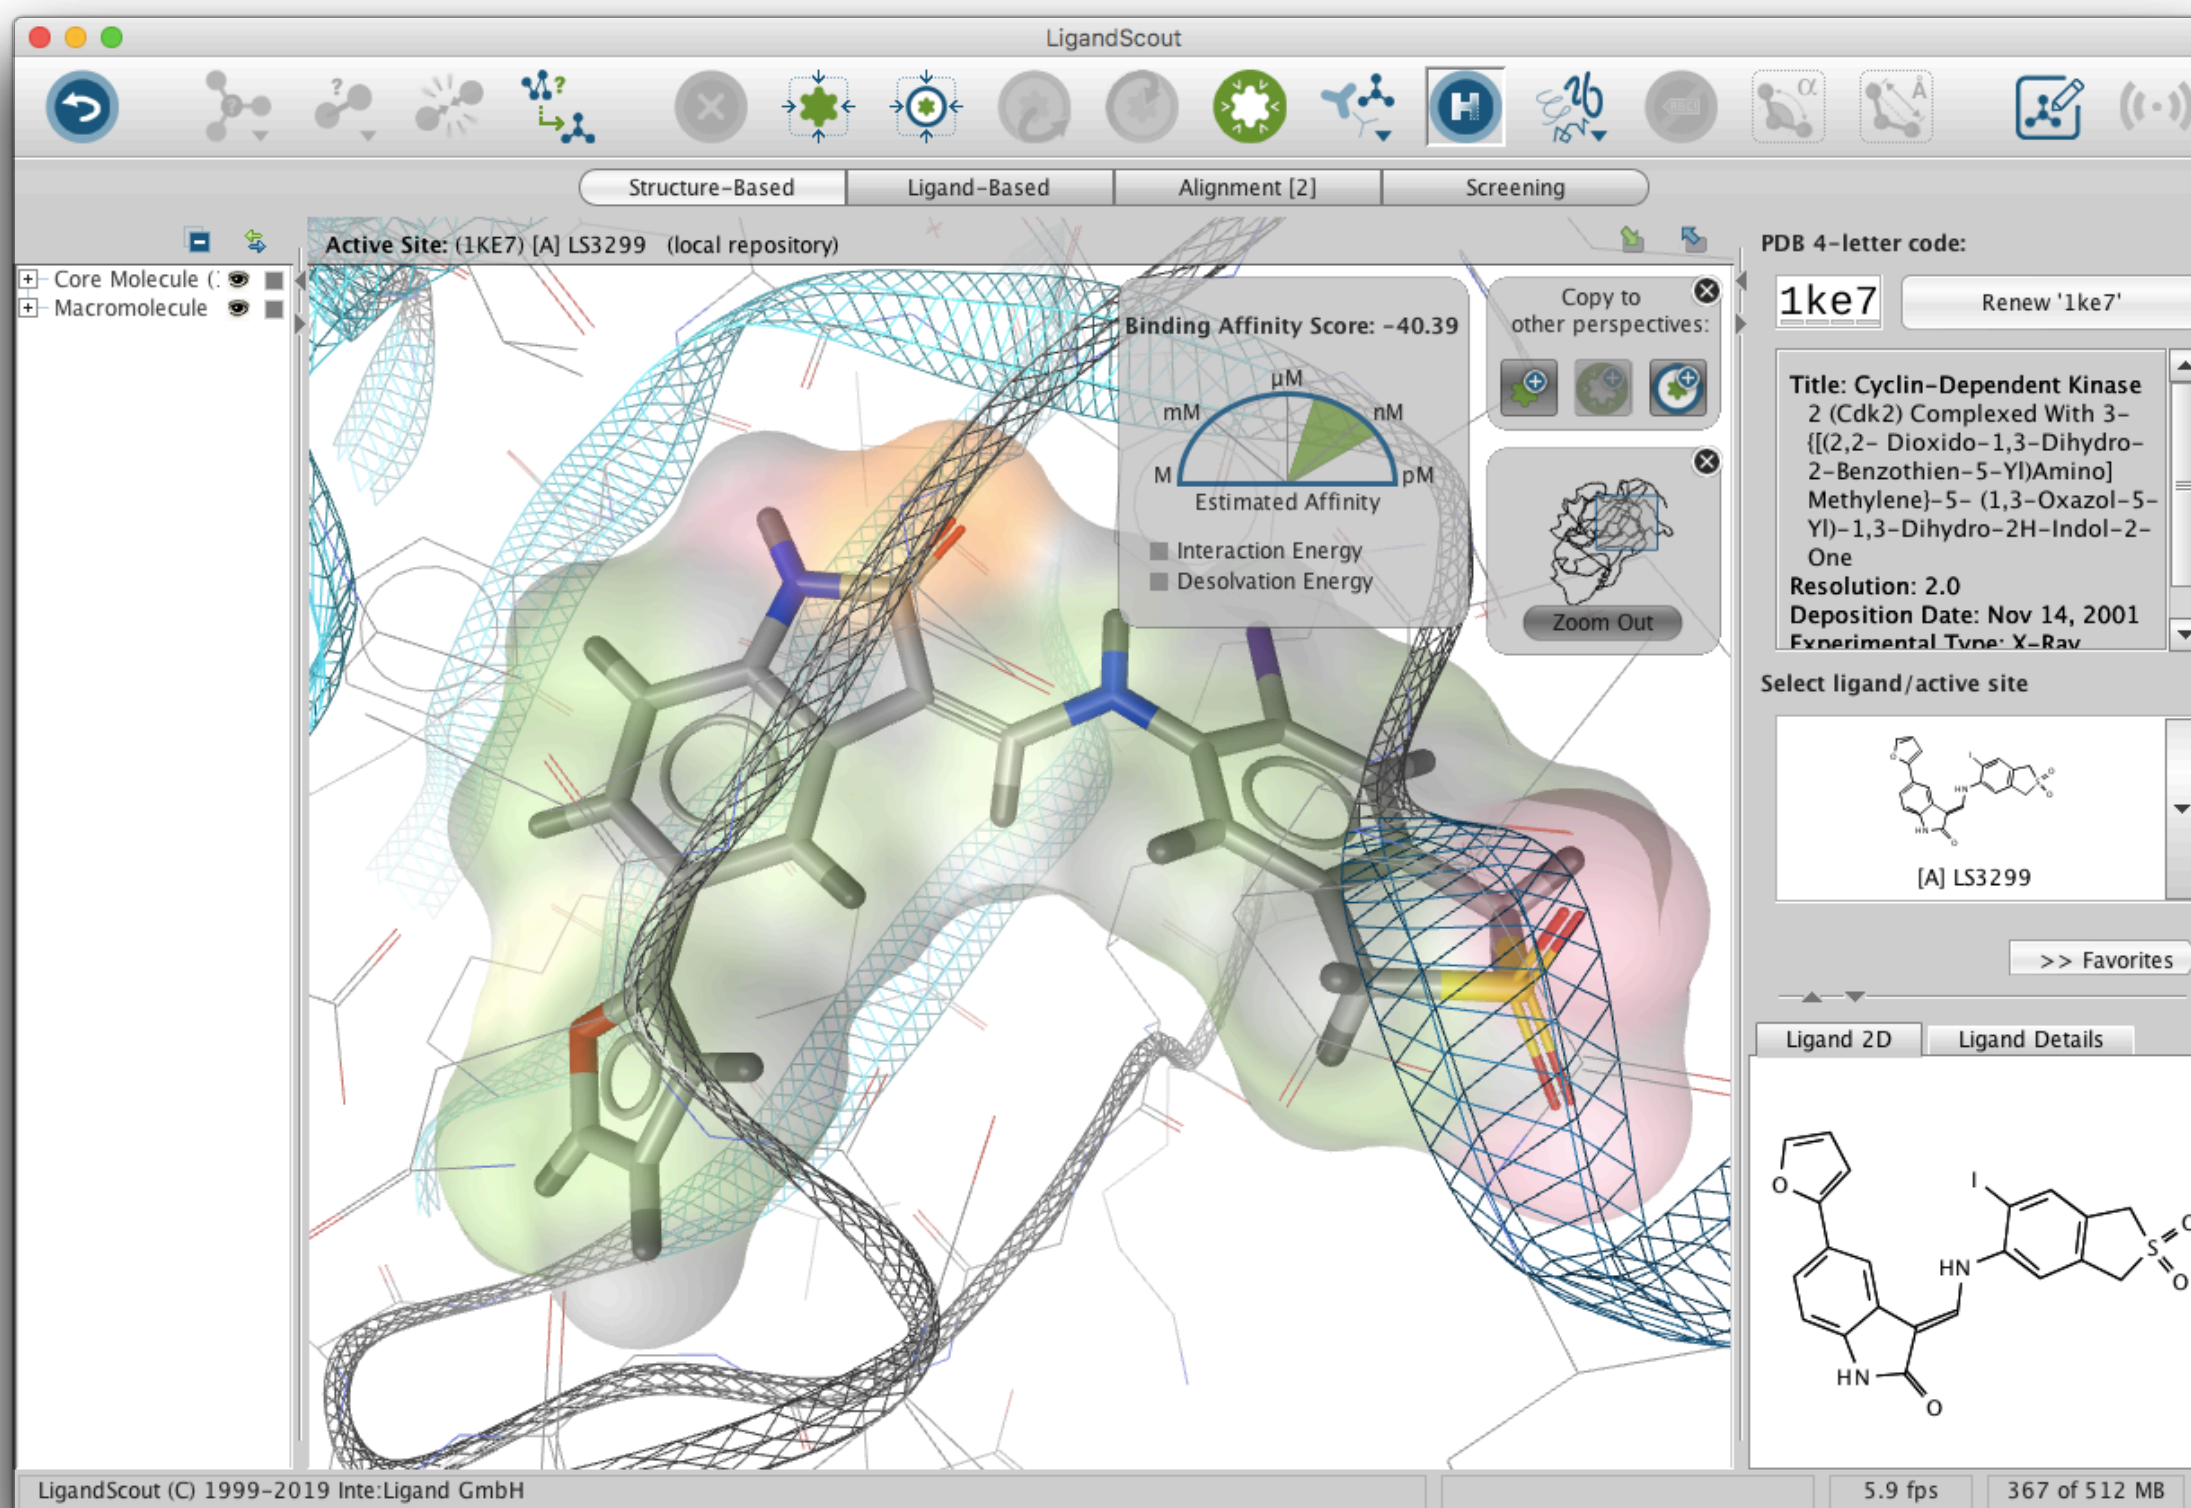 LigandScout
Structure-Based
Ligand-Based
Alignment [2]
Screening
Active Site: (1KE7) [A] LS3299 (local repository)
Core Molecule (
Macromolecule
Binding Affinity Score: -40.39
µM
mM
nM
M
pM
Estimated Affinity
Interaction Energy
Desolvation Energy
Copy to
other perspectives:
Zoom Out
PDB 4-letter code:
1ke7
Renew '1ke7'
Title: Cyclin-Dependent Kinase
2 (Cdk2) Complexed With 3-
{[(2,2- Dioxido-1,3-Dihydro-
2-Benzothien-5-Yl)Amino]
Methylene}-5- (1,3-Oxazol-5-
Yl)-1,3-Dihydro-2H-Indol-2-
One
Resolution: 2.0
Deposition Date: Nov 14, 2001
Experimental Type: X-Ray
Select ligand/active site
[A] LS3299
>> Favorites
Ligand 2D
Ligand Details
O
I
O
S
HN
O
HN
O
LigandScout (C) 1999-2019 Inte:Ligand GmbH
5.9 fps
367 of 512 MB